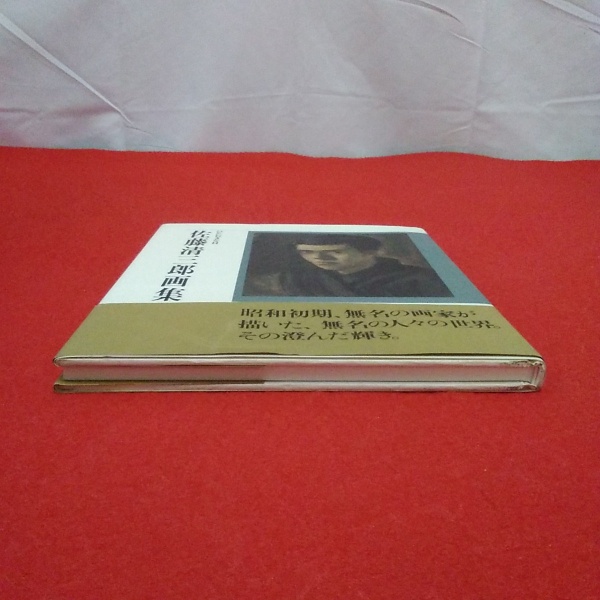 佐藤清三郎画集
昭和初期、無名の画家が
描いた、無名の人々の世界。
その澄んだ輝き。